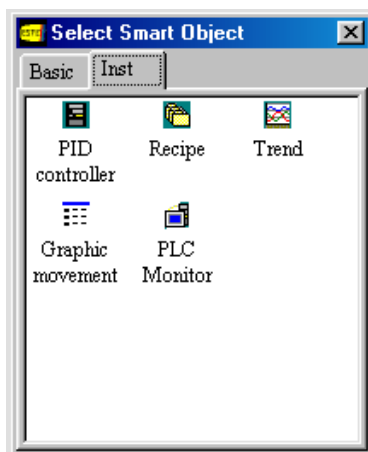 Select Smart Object
Basic Inst
PID controller
Recipe
Trend
Graphic movement
PLC Monitor